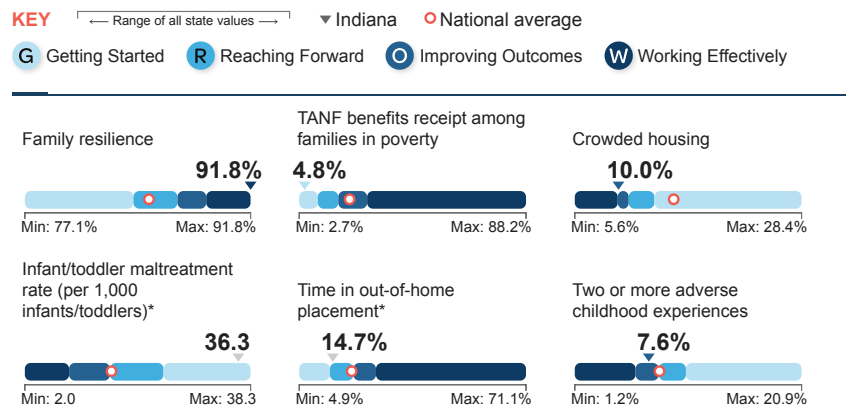 KEY Range of all state values Indiana National average
G Getting Started R Reaching Forward O Improving Outcomes W Working Effectively
Family resilience
91.8%
Min: 77.1% Max: 91.8%
TANF benefits receipt among
families in poverty
4.8%
Min: 2.7% Max: 88.2%
Crowded housing
10.0%
Min: 5.6% Max: 28.4%
Infant/toddler maltreatment
rate (per 1,000
infants/toddlers)*
36.3
Min: 2.0 Max: 38.3
Time in out-of-home
placement*
14.7%
Min: 4.9% Max: 71.1%
Two or more adverse
childhood experiences
7.6%
Min: 1.2% Max: 20.9%